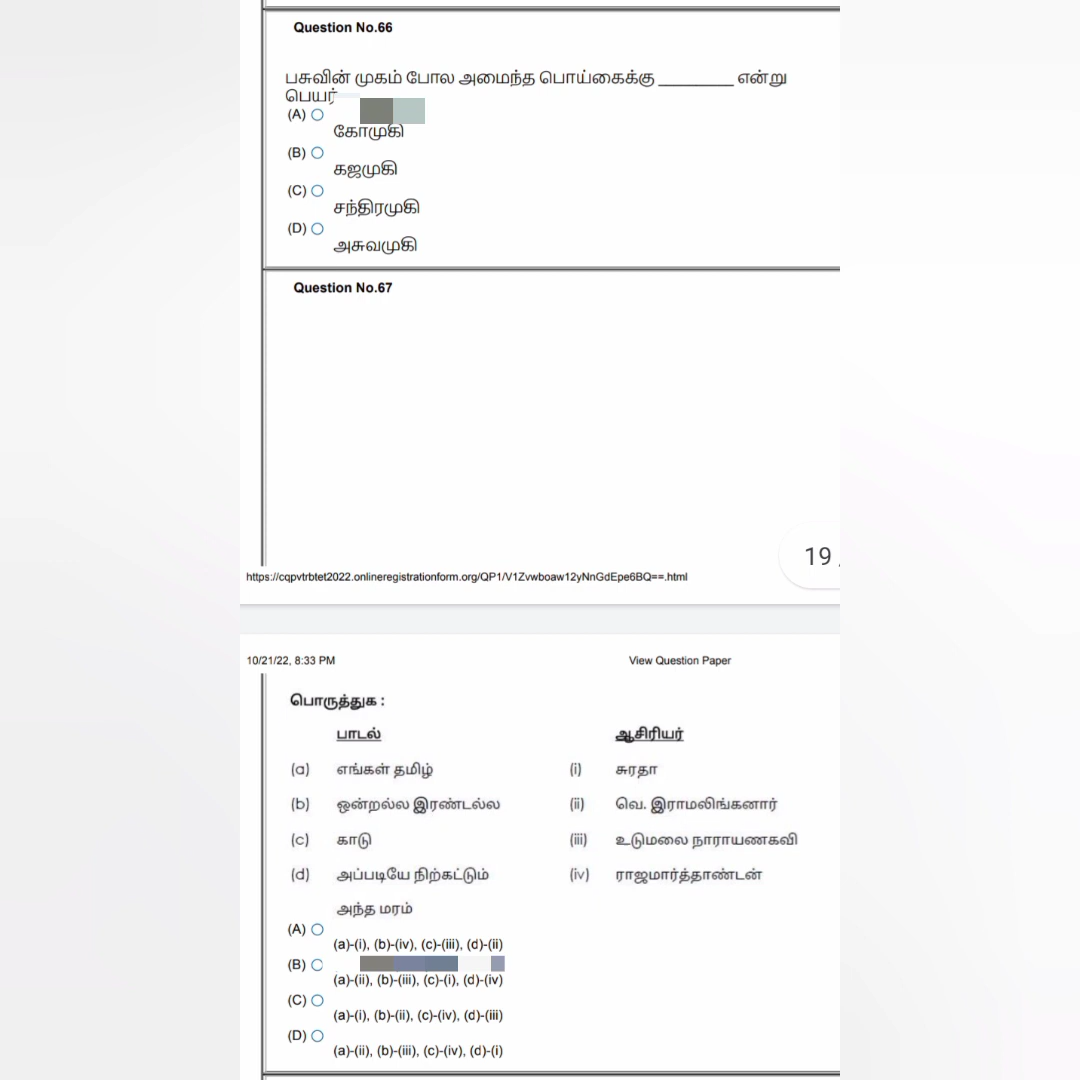 Question No.66
பசுவின் முகம் போல அமைந்த பொய்கைக்கு _________ என்று
பெயர்
(A)
கோமுகி
(B)
கஜமுகி
(C)
சந்திரமுகி
(D)
அசுவமுகி
Question No.67
19
https://cqpvtrbtet2022.onlineregistrationform.org/QP1/V1Zvwboaw12yNnGdEpe6BQ==.html
10/21/22, 8:33 PM View Question Paper
பொருத்துக :
பாடல் ஆசிரியர்
(a) எங்கள் தமிழ் (i) சுரதா
(b) ஒன்றல்ல இரண்டல்ல (ii) வெ. இராமலிங்கனார்
(c) காடு (iii) உடுமலை நாராயணகவி
(d) அப்படியே நிற்கட்டும் (iv) ராஜமார்த்தாண்டன்
அந்த மரம்
(A)
(a)-(i), (b)-(iv), (c)-(iii), (d)-(ii)
(B)
(a)-(ii), (b)-(iii), (c)-(i), (d)-(iv)
(C)
(a)-(i), (b)-(ii), (c)-(iv), (d)-(iii)
(D)
(a)-(ii), (b)-(iii), (c)-(iv), (d)-(i)